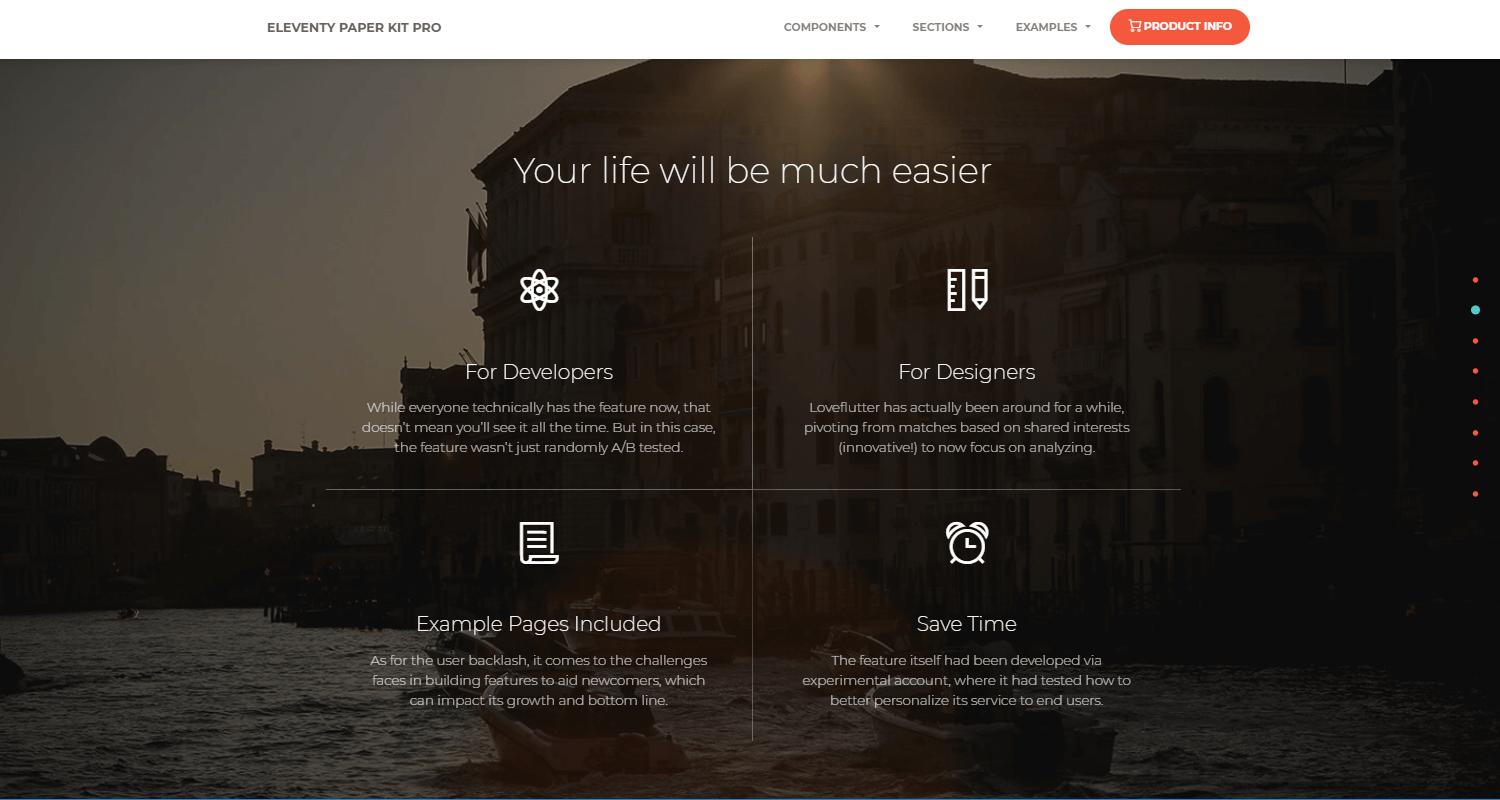 ELEVENTY PAPER KIT PRO
COMPONENTS
SECTIONS
EXAMPLES
PRODUCT INFO
Your life will be much easier
For Developers
While everyone technically has the feature now, that
doesn't mean you'll see it all the time. But in this case,
the feature wasn't just randomly A/B tested.
For Designers
Loveflutter has actually been around for a while,
pivoting from matches based on shared interests
(innovative!) to now focus on analyzing.
Example Pages Included
As for the user backlash, it comes to the challenges
faces in building features to aid newcomers, which
can impact its growth and bottom line.
Save Time
The feature itself had been developed via
experimental account, where it had tested how to
better personalize its service to end users.